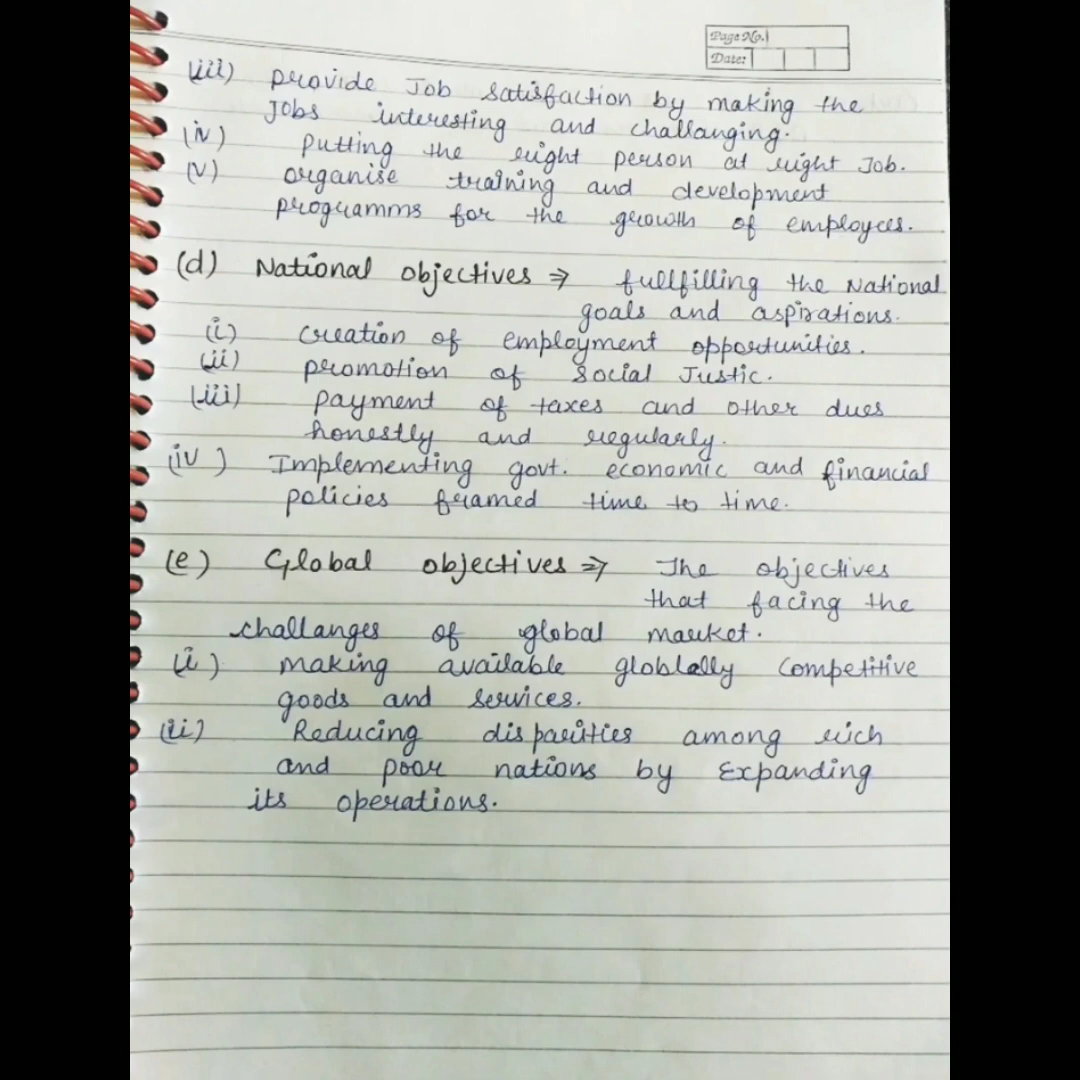 Page No.
Date:
(iii) provide Job satisfaction by making the
Jobs interesting and challanging.
(iv) putting the right person at right Job.
(v) organise training and development
programms for the growth of employees.
(d) National objectives ⇒ fullfilling the National
goals and aspirations.
(i) creation of employment opportunities.
(ii) promotion of social Justic.
(iii) payment of taxes and other dues
honestly and regularly.
iv) Implementing govt. economic and financial
policies framed time to time.
(e) Global objectives ⇒ The objectives
that facing the
challanges of global market.
(i) making available globlally competitive
goods and services.
(ii) Reducing disparities among rich
and poor nations by Expanding
its operations.